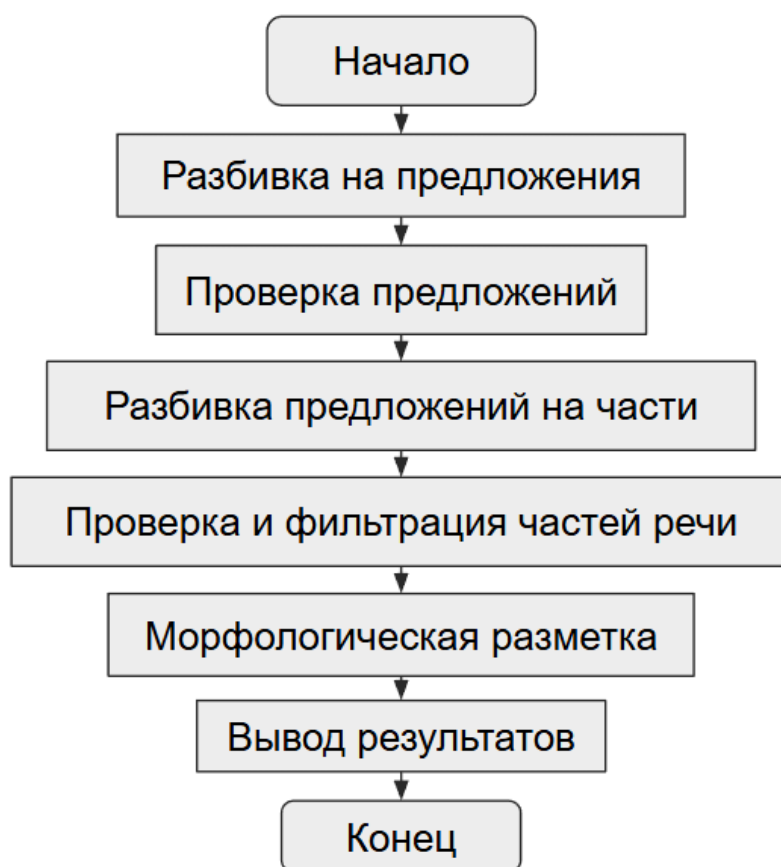 Начало
Разбивка на предложения
Проверка предложений
Разбивка предложений на части
Проверка и фильтрация частей речи
Морфологическая разметка
Вывод результатов
Конец